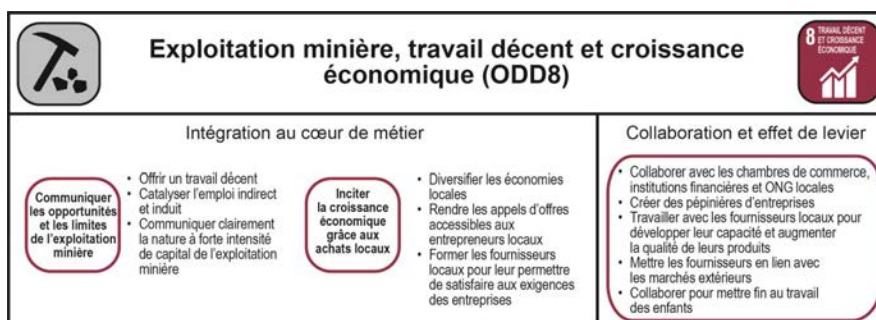 Exploitation minière, travail décent et croissance
économique (ODD8)
8 TRAVAIL DÉCENT
ET CROISSANCE
ÉCONOMIQUE
Intégration au cœur de métier
Communiquer
les opportunités
et les limites
de l'exploitation
minière
• Offrir un travail décent
• Catalyser l'emploi indirect
et induit
• Communiquer clairement
la nature à forte intensité
de capital de l'exploitation
minière
Inciter
la croissance
économique
grâce aux
achats locaux
• Diversifier les économies
locales
• Rendre les appels d'offres
accessibles aux
entrepreneurs locaux
• Former les fournisseurs
locaux pour leur permettre
de satisfaire aux exigences
des entreprises
Collaboration et effet de levier
• Collaborer avec les chambres de commerce,
institutions financières et ONG locales
• Créer des pépinières d'entreprises
• Travailler avec les fournisseurs locaux pour
développer leur capacité et augmenter
la qualité de leurs produits
• Mettre les fournisseurs en lien avec
les marchés extérieurs
• Collaborer pour mettre fin au travail
des enfants